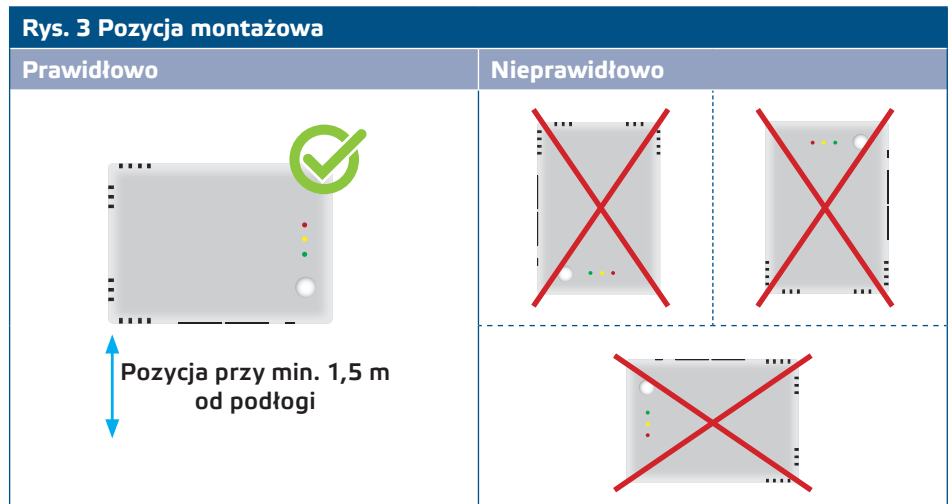 Rys. 3 Pozycja montażowa
Prawidłowo
Nieprawidłowo
Pozycja przy min. 1,5 m
od podłogi